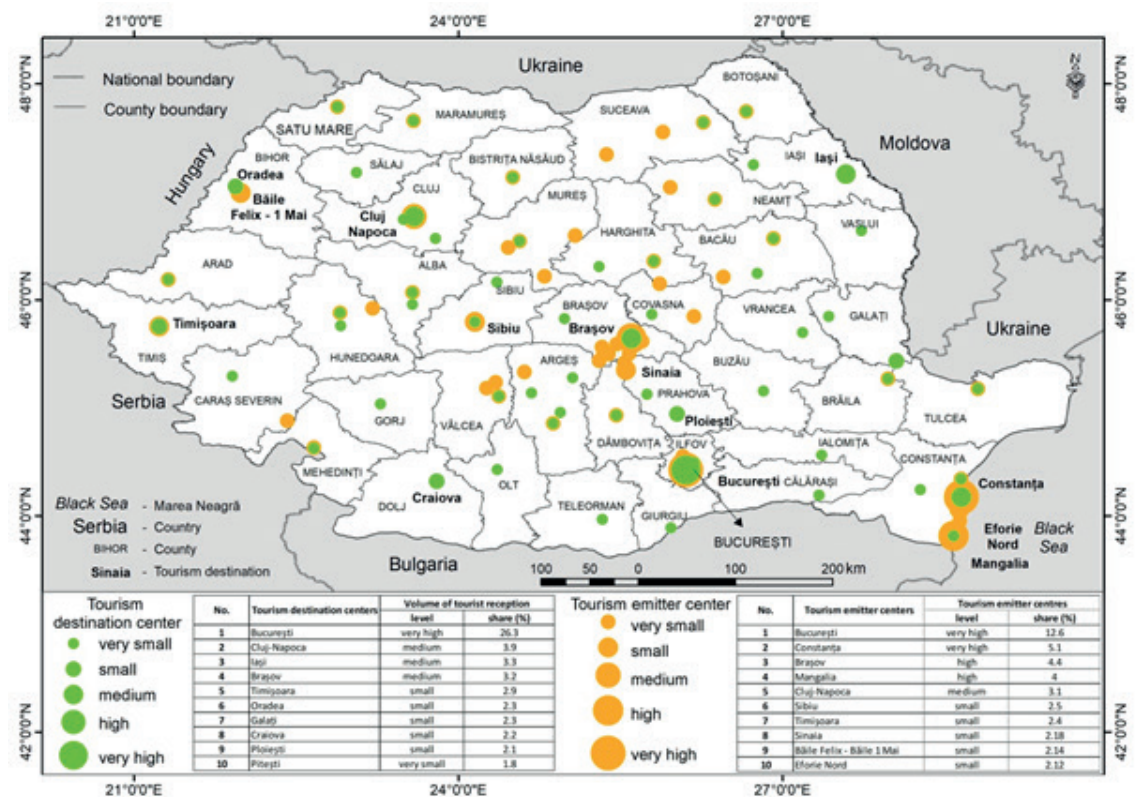 21°0'0"E 24°0'0"E 27°0'0"E
48°0'0"N 48°0'0"N
46°0'0"N 46°0'0"N
44°0'0"N 44°0'0"N
42°0'0"N 42°0'0"N
National boundary
County boundary
N
Ukraine
Moldova
Hungary
Ukraine
Serbia
Bulgaria
Black
Sea
BOTOȘANI
SUCEAVA
MARAMUREȘ
SATU MARE
BIHOR
Oradea
Băile
Felix - 1 Mai
SĂLAJ
BISTRIȚA NĂSĂUD
IAȘI
Iași
CLUJ
Cluj
Napoca
MUREȘ
NEAMȚ
HARGHITA
BACĂU
VASLUI
ARAD
ALBA
SIBIU
Sibiu
BRAȘOV
Brașov
COVASNA
VRANCEA
GALAȚI
Timișoara
TIMIȘ
HUNEDOARA
ARGEȘ
Sinaia
BUZĂU
CARAȘ SEVERIN
GORJ
VÂLCEA
PRAHOVA
Ploiești
BRĂILA
TULCEA
DÂMBOVIȚA
ILFOV
IALOMIȚA
CONSTANȚA
MEHEDINȚI
Craiova
DOLJ
OLT
TELEORMAN
GIURGIU
București
CĂLĂRAȘI
BUCUREȘTI
Constanța
Eforie
Nord
Mangalia
Black Sea - Marea Neagră
Serbia - Country
BIHOR - County
Sinaia - Tourism destination
100 50 0 100 200 km
Tourism
destination center
very small
small
medium
high
very high
No. Tourism destination centers Volume of tourist reception
level share (%)
1 București very high 26.3
2 Cluj-Napoca medium 3.9
3 Iași medium 3.3
4 Brașov medium 3.2
5 Timișoara small 2.9
6 Oradea small 2.3
7 Galați small 2.3
8 Craiova small 2.2
9 Ploiești small 2.1
10 Pitești very small 1.8
Tourism emitter center
very small
small
medium
high
very high
No. Tourism emitter centers Tourism emitter centres
level share (%)
1 București very high 12.6
2 Constanța very high 5.1
3 Brașov high 4.4
4 Mangalia high 4
5 Cluj-Napoca medium 3.1
6 Sibiu small 2.5
7 Timișoara small 2.4
8 Sinaia small 2.18
9 Băile Felix - Băile 1 Mai small 2.14
10 Eforie Nord small 2.12